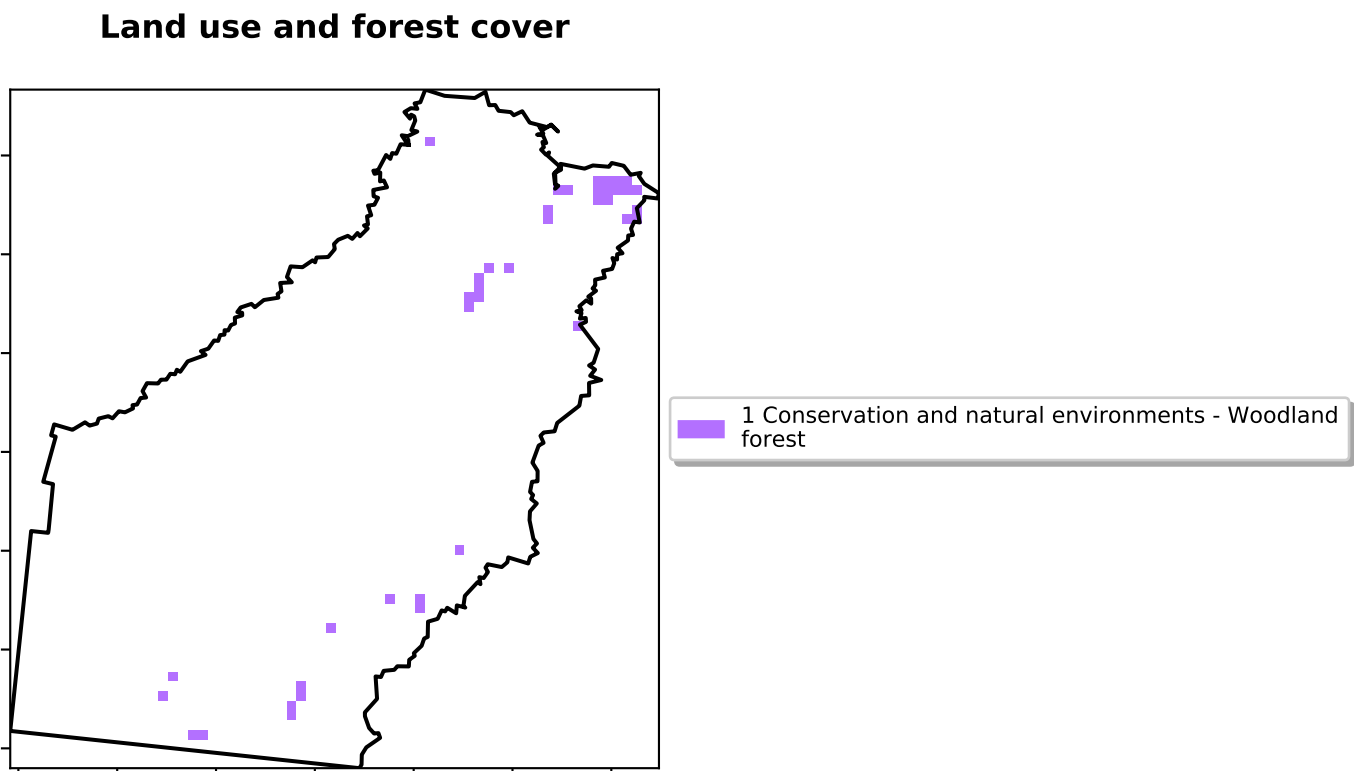 Land use and forest cover
1 Conservation and natural environments - Woodland
forest